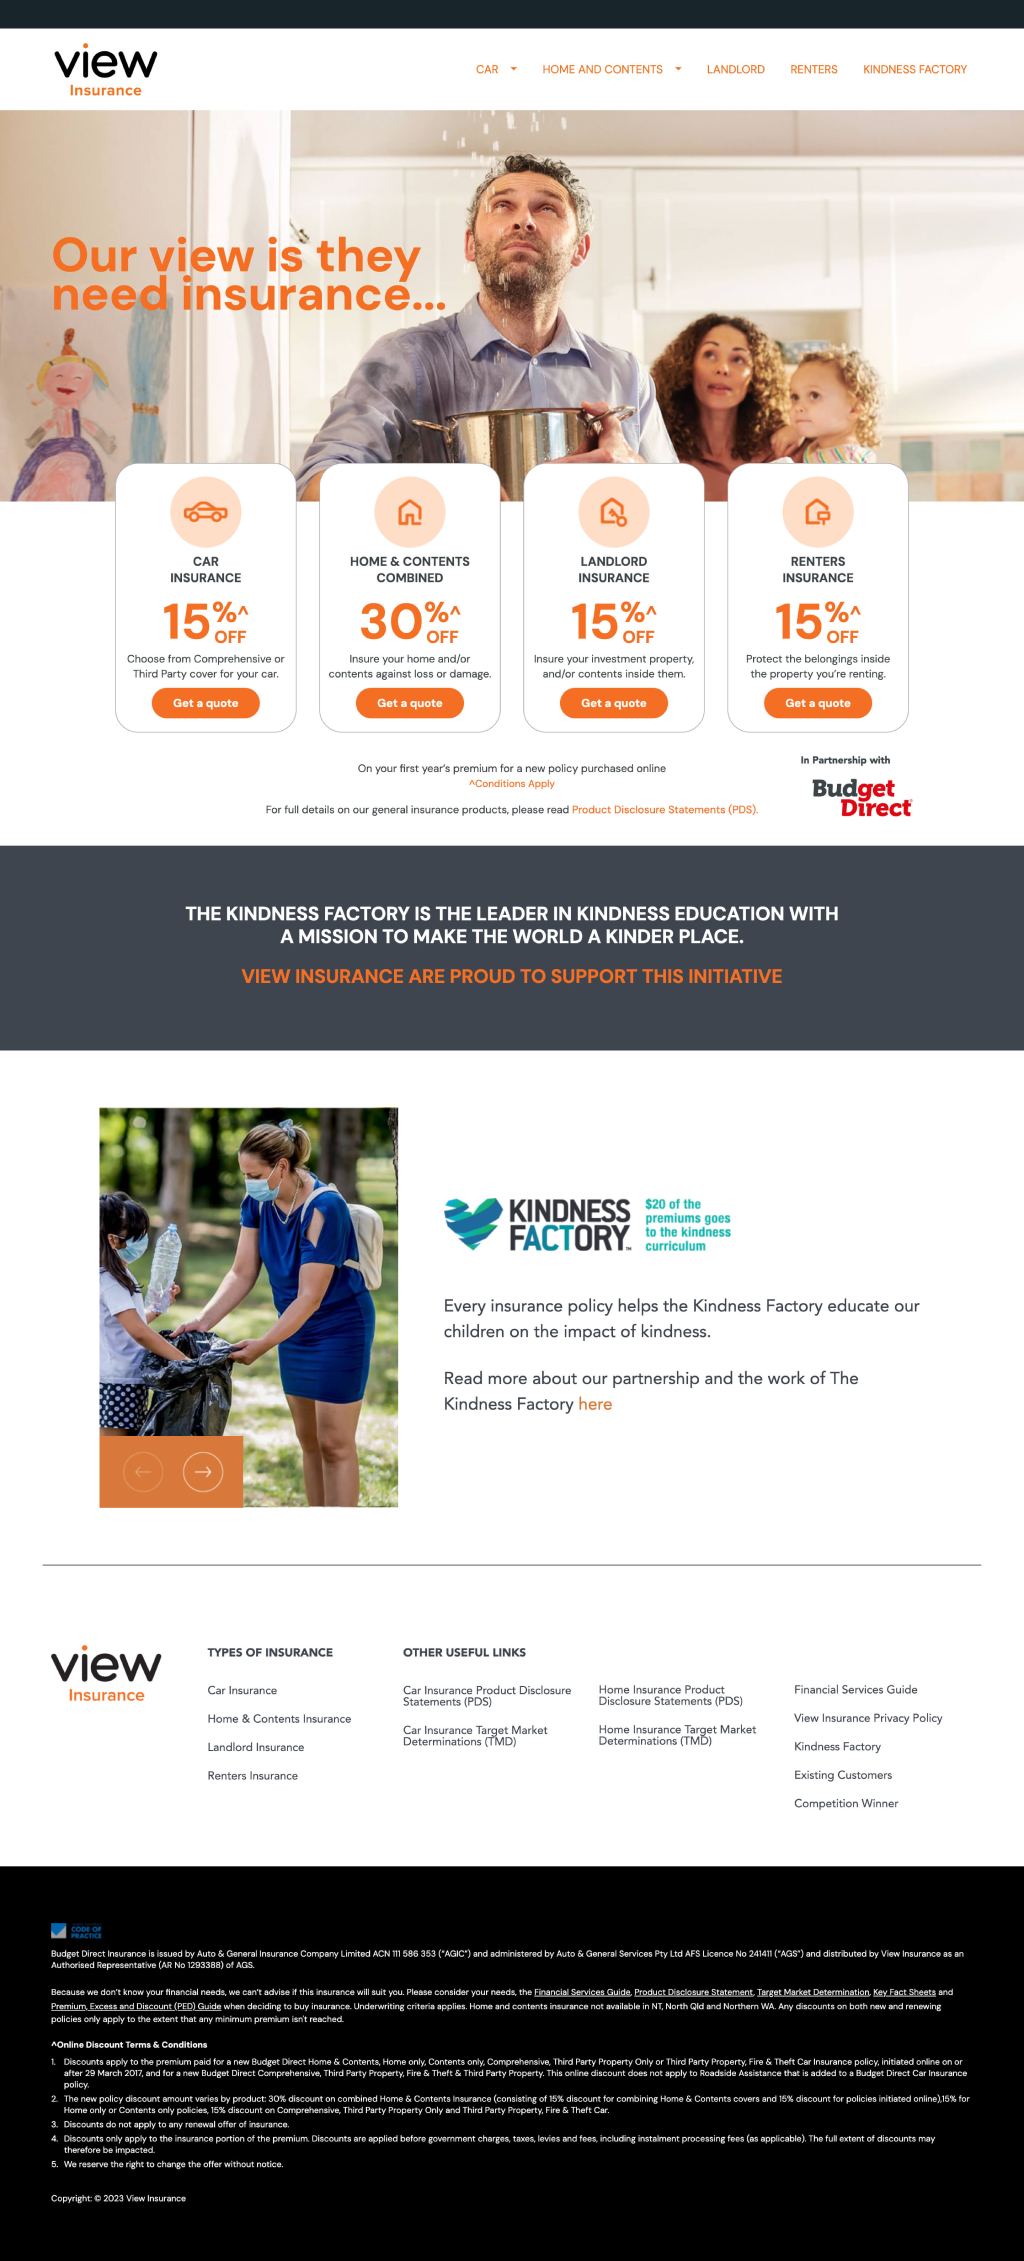 view
Insurance
CAR
HOME AND CONTENTS
LANDLORD
RENTERS
KINDNESS FACTORY
Our view is they
need insurance...
CAR
INSURANCE
15%^
OFF
Choose from Comprehensive or
Third Party cover for your car.
Get a quote
HOME & CONTENTS
COMBINED
30%^
OFF
Insure your home and/or
contents against loss or damage.
Get a quote
LANDLORD
INSURANCE
15%^
OFF
Insure your investment property,
and/or contents inside them.
Get a quote
RENTERS
INSURANCE
15%^
OFF
Protect the belongings inside
the property you're renting.
Get a quote
On your first year's premium for a new policy purchased online
^Conditions Apply
For full details on our general insurance products, please read Product Disclosure Statements (PDS).
In Partnership with
Budget
Direct
THE KINDNESS FACTORY IS THE LEADER IN KINDNESS EDUCATION WITH
A MISSION TO MAKE THE WORLD A KINDER PLACE.
VIEW INSURANCE ARE PROUD TO SUPPORT THIS INITIATIVE
KINDNESS
FACTORY™
$20 of the
premiums goes
to the kindness
curriculum
Every insurance policy helps the Kindness Factory educate our
children on the impact of kindness.
Read more about our partnership and the work of The
Kindness Factory here
view
Insurance
TYPES OF INSURANCE
Car Insurance
Home & Contents Insurance
Landlord Insurance
Renters Insurance
OTHER USEFUL LINKS
Car Insurance Product Disclosure
Statements (PDS)
Car Insurance Target Market
Determinations (TMD)
Home Insurance Product
Disclosure Statements (PDS)
Home Insurance Target Market
Determinations (TMD)
Financial Services Guide
View Insurance Privacy Policy
Kindness Factory
Existing Customers
Competition Winner
CODE OF
PRACTICE
Budget Direct Insurance is issued by Auto & General Insurance Company Limited ACN 111 586 353 ("AGIC") and administered by Auto & General Services Pty Ltd AFS Licence No 241411 ("AGS") and distributed by View Insurance as an
Authorised Representative (AR No 1293388) of AGS.
Because we don't know your financial needs, we can't advise if this insurance will suit you. Please consider your needs, the Financial Services Guide, Product Disclosure Statement, Target Market Determination, Key Fact Sheets and
Premium, Excess and Discount (PED) Guide when deciding to buy insurance. Underwriting criteria applies. Home and contents insurance not available in NT, North Qld and Northern WA. Any discounts on both new and renewing
policies only apply to the extent that any minimum premium isn't reached.
^Online Discount Terms & Conditions
1. Discounts apply to the premium paid for a new Budget Direct Home & Contents, Home only, Contents only, Comprehensive, Third Party Property Only or Third Party Property, Fire & Theft Car Insurance policy, initiated online on or
after 29 March 2017, and for a new Budget Direct Comprehensive, Third Party Property, Fire & Theft & Third Party Property. This online discount does not apply to Roadside Assistance that is added to a Budget Direct Car Insurance
policy.
2. The new policy discount amount varies by product: 30% discount on combined Home & Contents Insurance (consisting of 15% discount for combining Home & Contents covers and 15% discount for policies initiated online),15% for
Home only or Contents only policies, 15% discount on Comprehensive, Third Party Property Only and Third Party Property, Fire & Theft Car.
3. Discounts do not apply to any renewal offer of insurance.
4. Discounts only apply to the insurance portion of the premium. Discounts are applied before government charges, taxes, levies and fees, including instalment processing fees (as applicable). The full extent of discounts may
therefore be impacted.
5. We reserve the right to change the offer without notice.
Copyright: © 2023 View Insurance